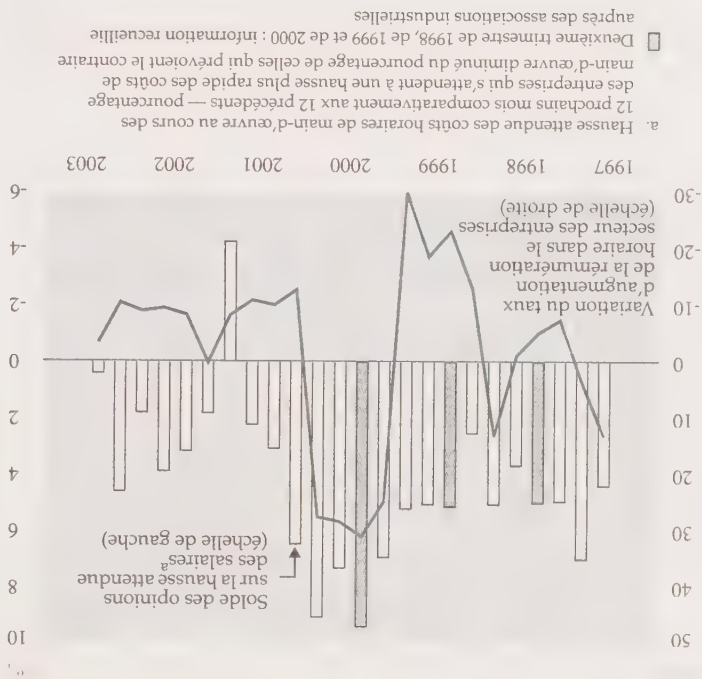 50 10
Solde des opinions
40 8
sur la hausse attendue
des salairesᵃ
(échelle de gauche)
30 6
20 4
10 2
0 0
Variation du taux
d'augmentation
-10 -2
de la rémunération
horaire dans le
-20 -4
secteur des entreprises
(échelle de droite)
-30 -6
1997 1998 1999 2000 2001 2002 2003
a. Hausse attendue des coûts horaires de main-d'œuvre au cours des
12 prochains mois comparativement aux 12 précédents — pourcentage
des entreprises qui s'attendent à une hausse plus rapide des coûts de
main-d'œuvre diminué du pourcentage de celles qui prévoient le contraire
Deuxième trimestre de 1998, de 1999 et de 2000 : information recueillie
auprès des associations industrielles